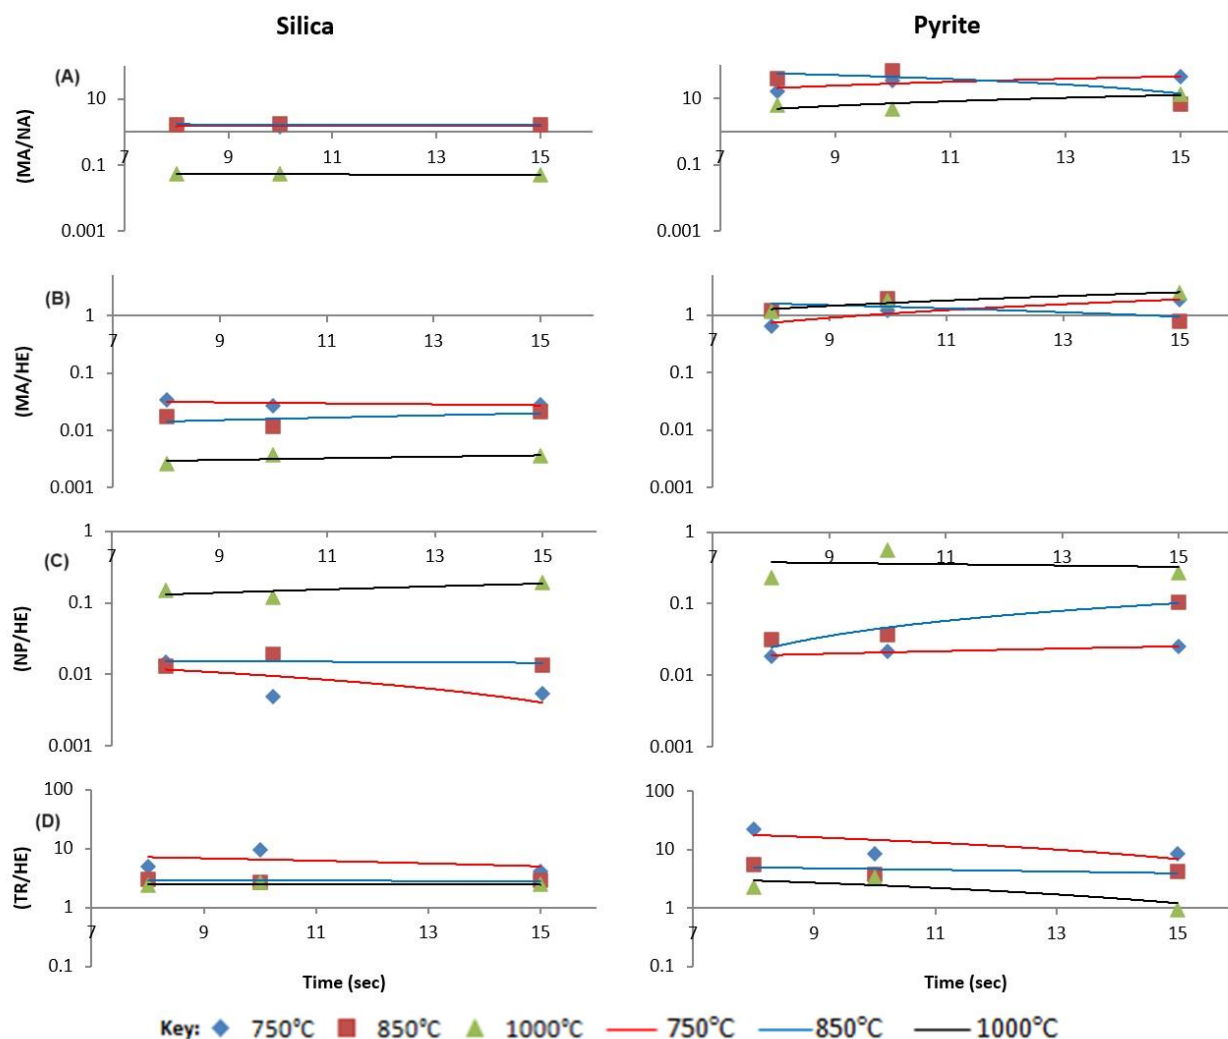 Silica
Pyrite
(A)
(MA/NA)
10
0.1
0.001
7 9 11 13 15
10
0.1
0.001
7 9 11 13 15
(B)
(MA/HE)
1
0.1
0.01
0.001
7 9 11 13 15
1
0.1
0.01
0.001
7 9 11 13 15
(C)
(NP/HE)
1
0.1
0.01
0.001
7 9 11 13 15
1
0.1
0.01
0.001
7 9 11 13 15
(D)
(TR/HE)
100
10
1
0.1
7 9 11 13 15
Time (sec)
100
10
1
0.1
7 9 11 13 15
Time (sec)
Key: 750°C 850°C 1000°C 750°C 850°C 1000°C